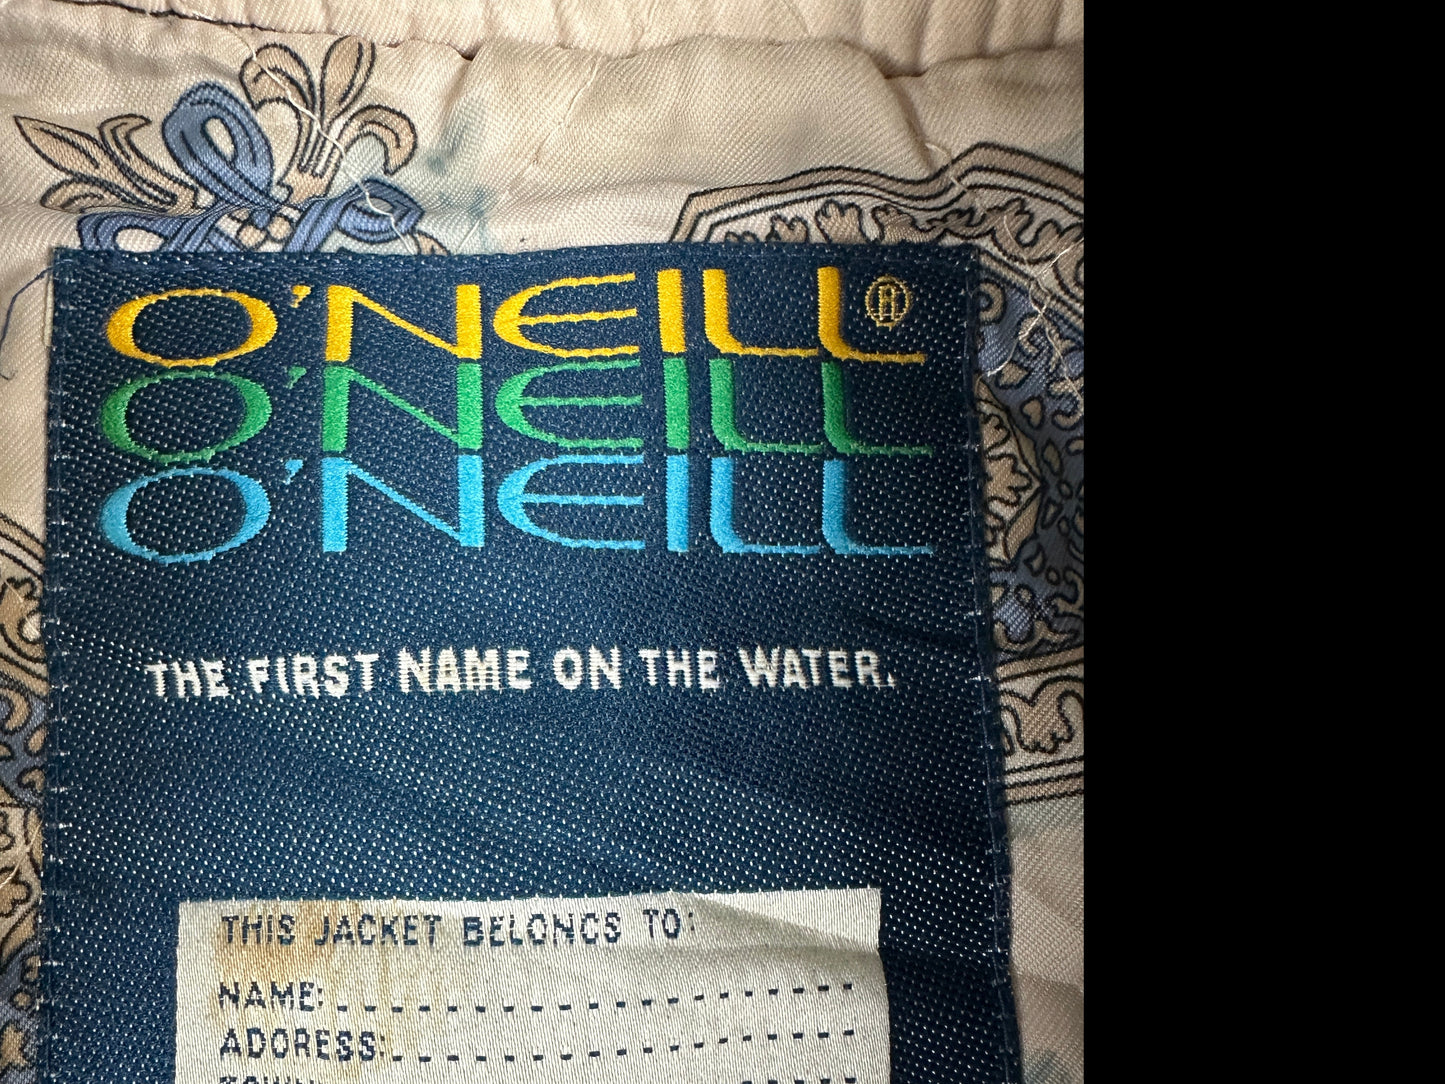 O'NEILL®
O'NEILL
O'NEILL
THE FIRST NAME ON THE WATER.
THIS JACKET BELONGS TO:
NAME:
ADDRESS: